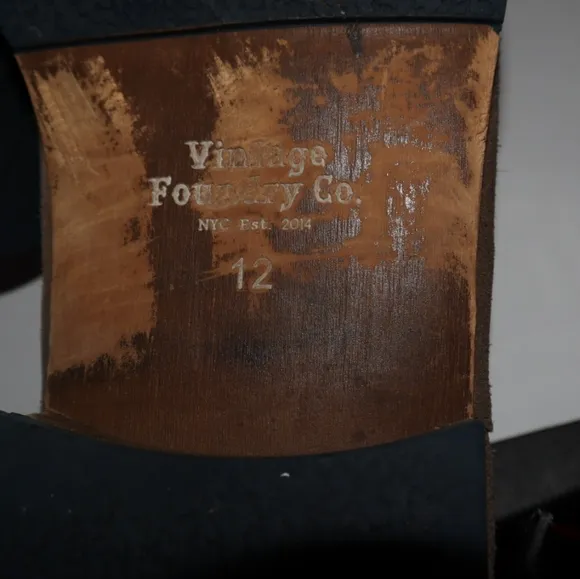 Vintage
Foundry Co.
NYC Est. 2014
12